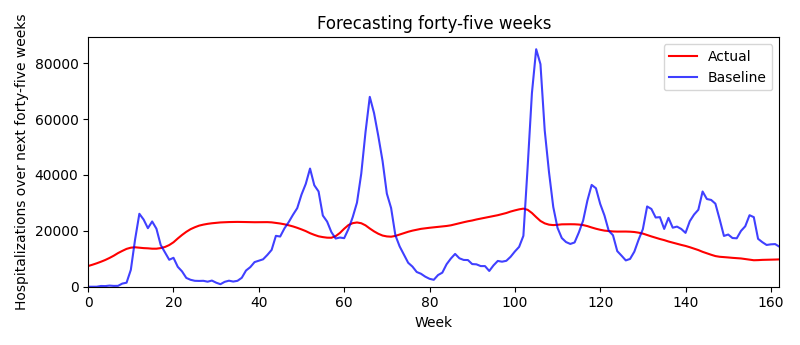 Forecasting forty-five weeks
Hospitalizations over next forty-five weeks
80000
60000
40000
20000
0
Actual
Baseline
0 20 40 60 80 100 120 140 160
Week